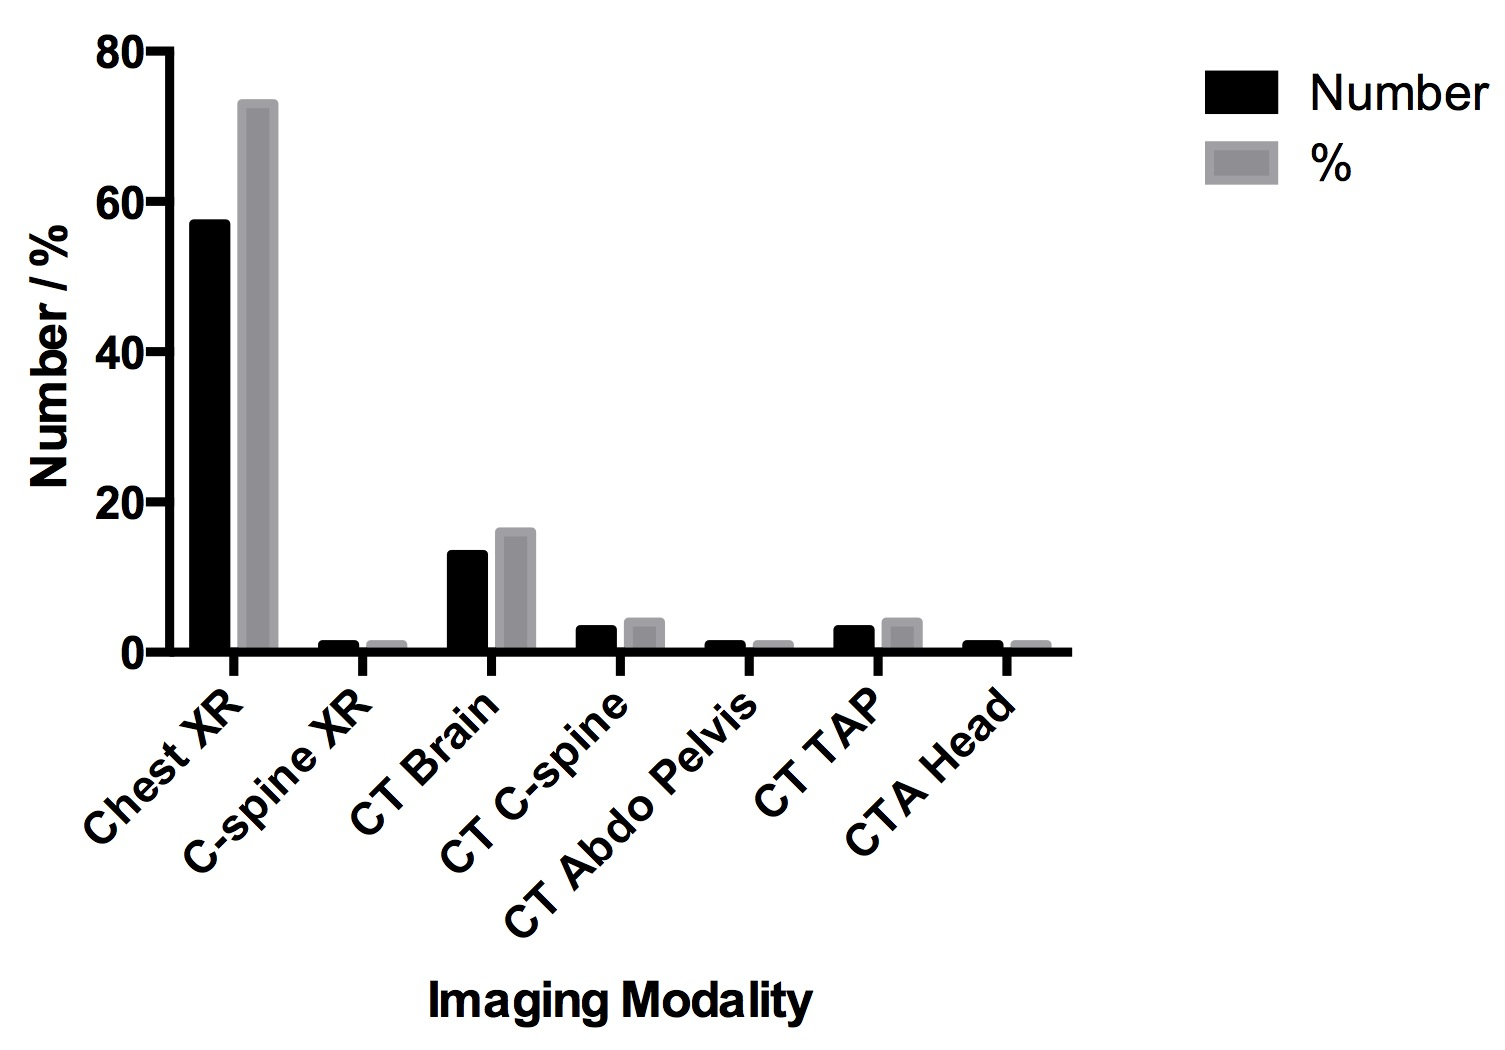 Number / %
80
60
40
20
0
Chest XR
C-spine XR
CT Brain
CT C-spine
CT Abdo Pelvis
CT TAP
CTA Head
Imaging Modality
Number
%